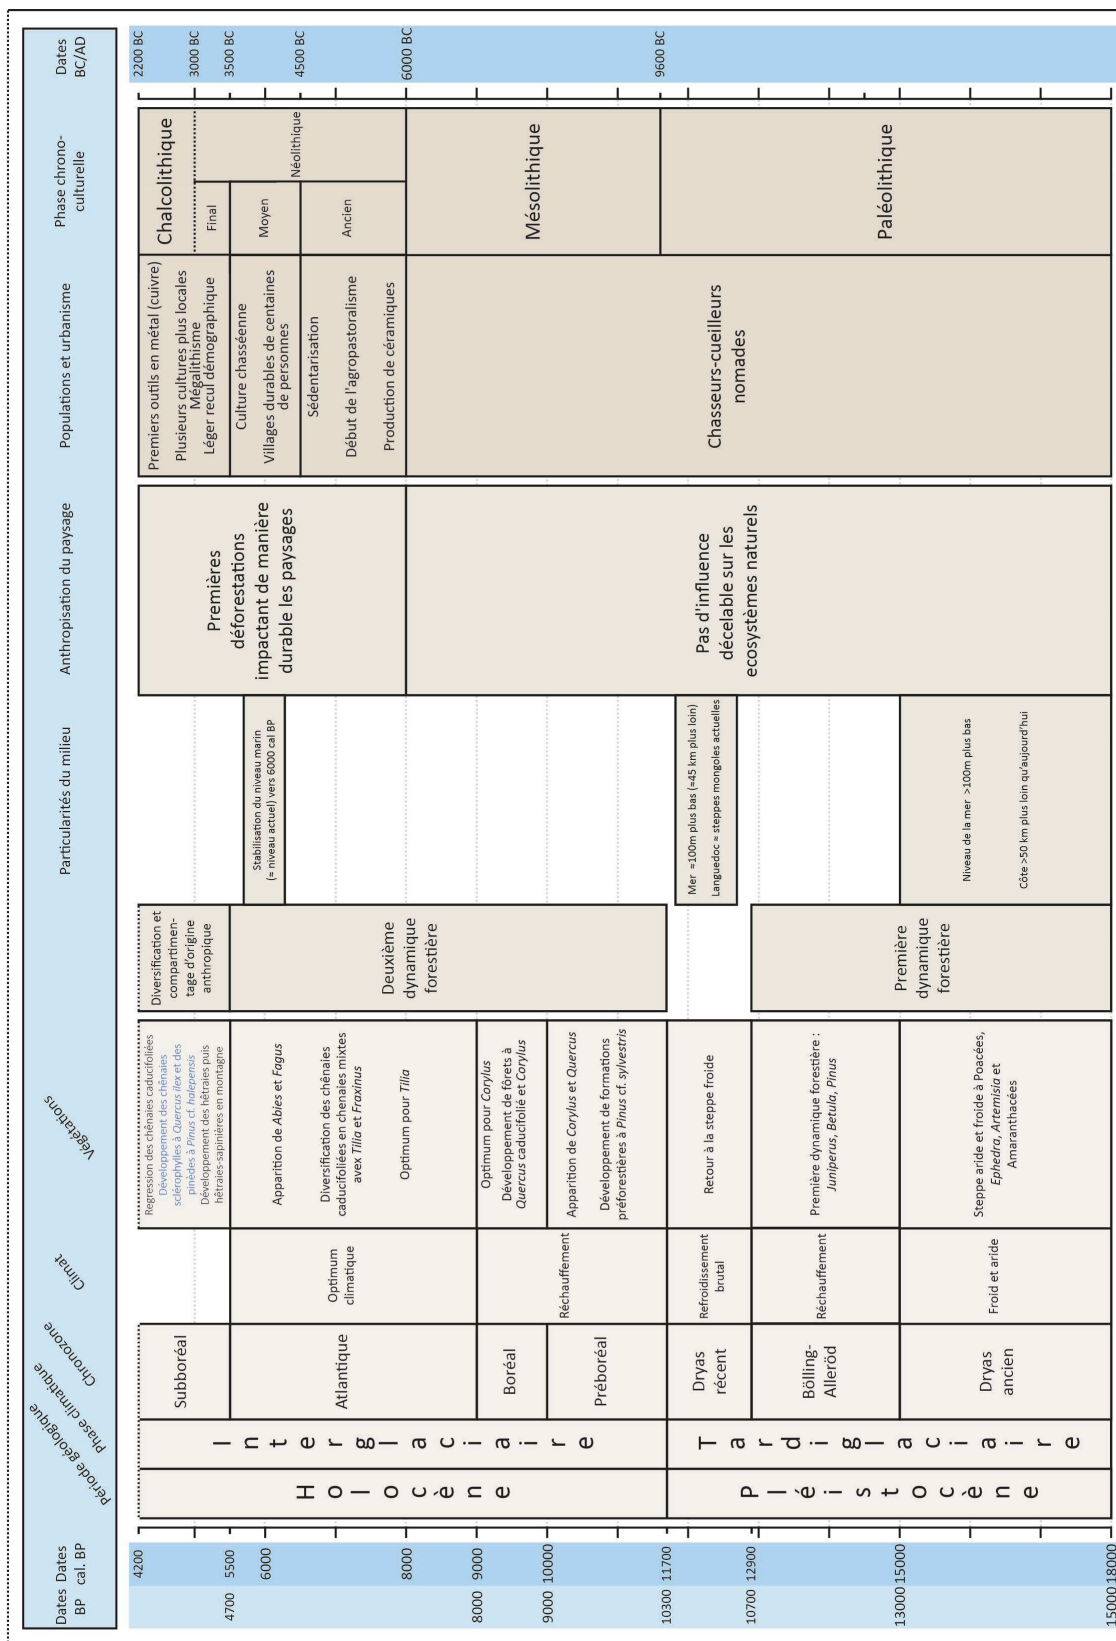 Dates
BP
Dates
cal. BP
Période géologique
Phase climatique
Chronozone
Climat
Végétations
Particularités du milieu
Anthropisation du paysage
Populations et urbanisme
Phase chrono-
culturelle
Dates
BC/AD
4700
8000
9000
10300
10700
13000
15000
4200
5500
6000
8000
9000
10000
11700
12900
15000
18000
Holocène
Pléistocène
Interglaciaire
Tardiglaciaire
Subboréal
Atlantique
Boréal
Préboréal
Dryas
récent
Bölling-
Alleröd
Dryas
ancien
Optimum
climatique
Réchauffement
Refroidissement
brutal
Réchauffement
Froid et aride
Regression des chênaies caducifoliées
Développement des chênaies
sclérophylles à Quercus ilex et des
pinèdes à Pinus cf. halepensis
Développement des hêtraies puis
hêtraies-sapinières en montagne
Apparition de Abies et Fagus
Diversification des chênaies
caducifoliées en chenaies mixtes
avex Tilia et Fraxinus
Optimum pour Tilia
Optimum pour Corylus
Développement de fôrets à
Quercus caducifolié et Corylus
Apparition de Corylus et Quercus
Développement de formations
préforestières à Pinus cf. sylvestris
Retour à la steppe froide
Première dynamique forestière :
Juniperus, Betula, Pinus
Steppe aride et froide à Poacées,
Ephedra, Artemisia et
Amaranthacées
Diversification et
compartimen-
tage d'origine
anthropique
Deuxième
dynamique
forestière
Première
dynamique
forestière
Stabilisation du niveau marin
(≈ niveau actuel) vers 6000 cal BP
Mer ≈100m plus bas (≈45 km plus loin)
Languedoc ≈ steppes mongoles actuelles
Niveau de la mer >100m plus bas
Côte >50 km plus loin qu'aujourd'hui
Premières
déforestations
impactant de manière
durable les paysages
Pas d'influence
décelable sur les
ecosystèmes naturels
Premiers outils en métal (cuivre)
Plusieurs cultures plus locales
Mégalithisme
Léger recul démographique
Culture chasséenne
Villages durables de centaines
de personnes
Sédentarisation
Début de l'agropastoralisme
Production de céramiques
Chasseurs-cueilleurs
nomades
Chalcolithique
Final
Moyen
Ancien
Néolithique
Mésolithique
Paléolithique
2200 BC
3000 BC
3500 BC
4500 BC
6000 BC
9600 BC